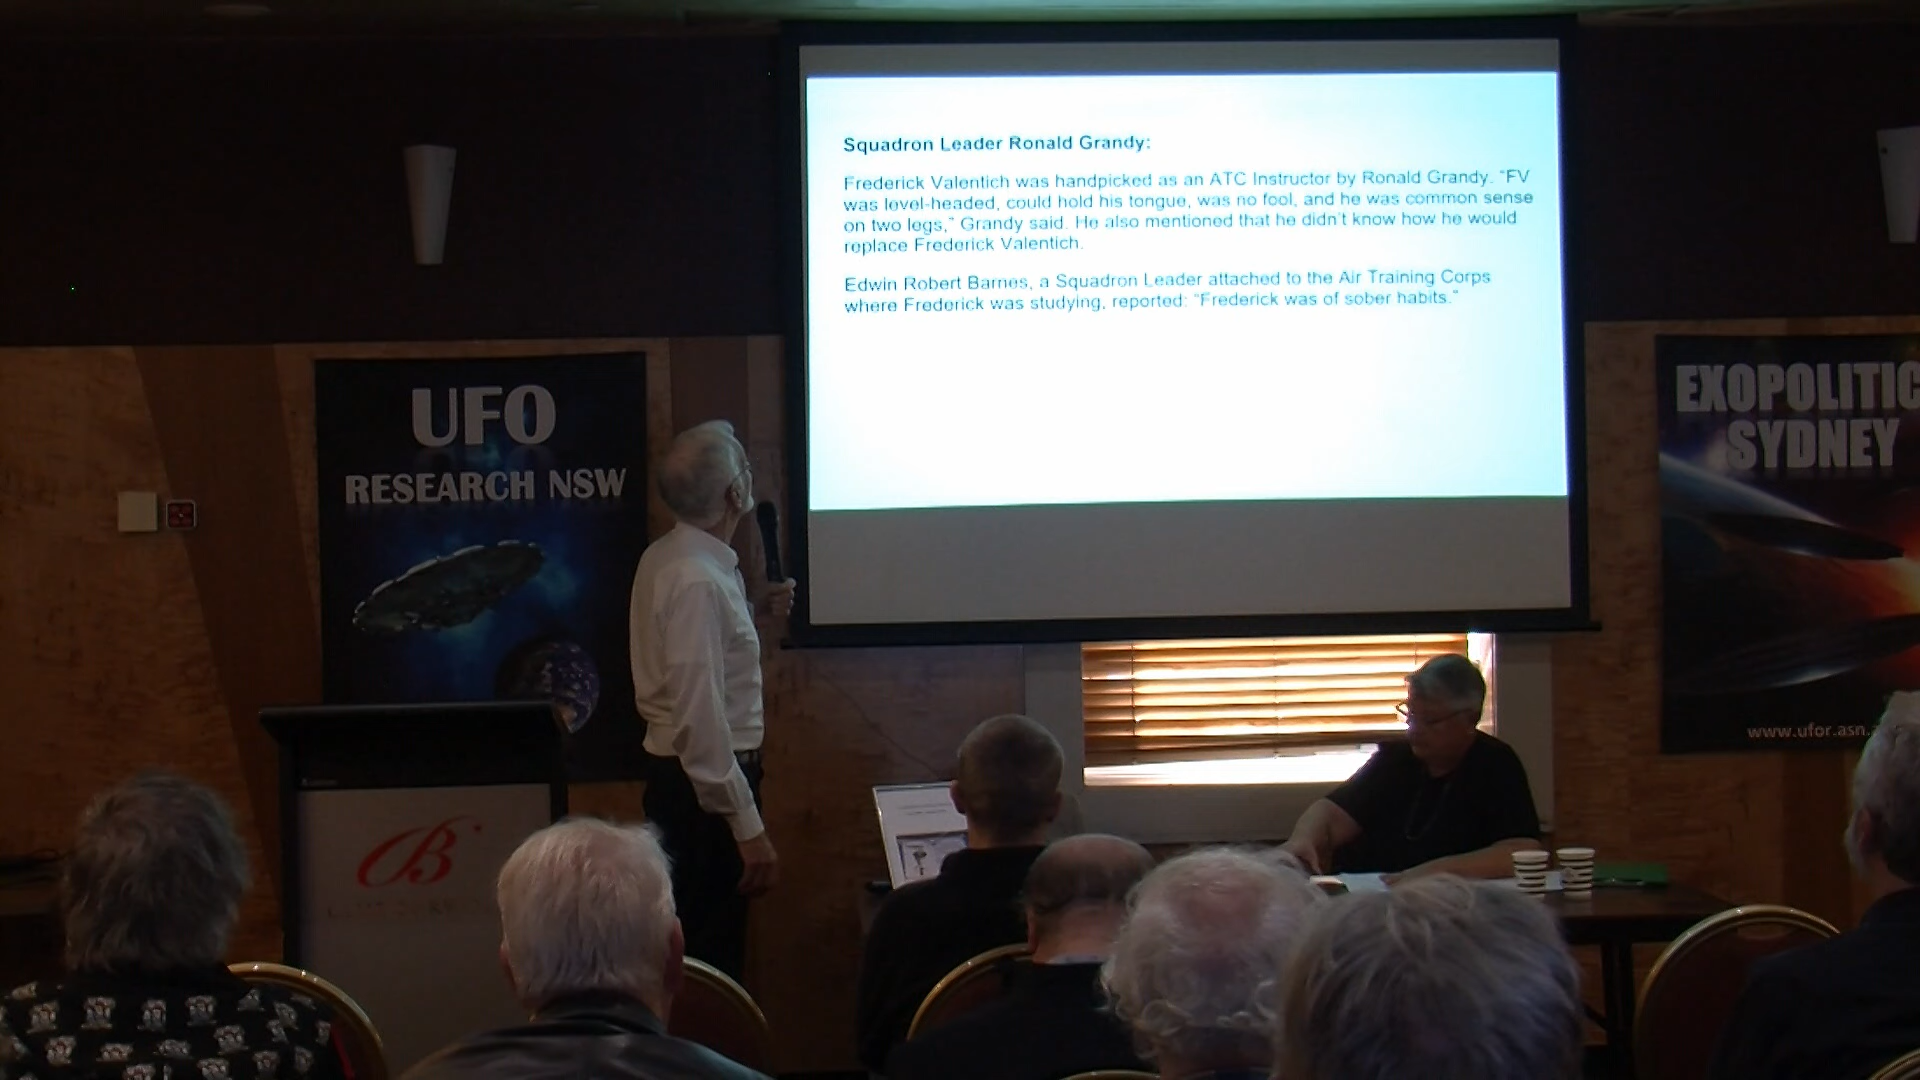 Squadron Leader Ronald Grandy:
Frederick Valentich was handpicked as an ATC Instructor by Ronald Grandy. "FV
was level-headed, could hold his tongue, was no fool, and he was common sense
on two legs," Grandy said. He also mentioned that he didn't know how he would
replace Frederick Valentich.
Edwin Robert Barnes, a Squadron Leader attached to the Air Training Corps
where Frederick was studying, reported: "Frederick was of sober habits."
UFO
RESEARCH NSW
EXOPOLITIC
SYDNEY
www.ufor.asn.a
B